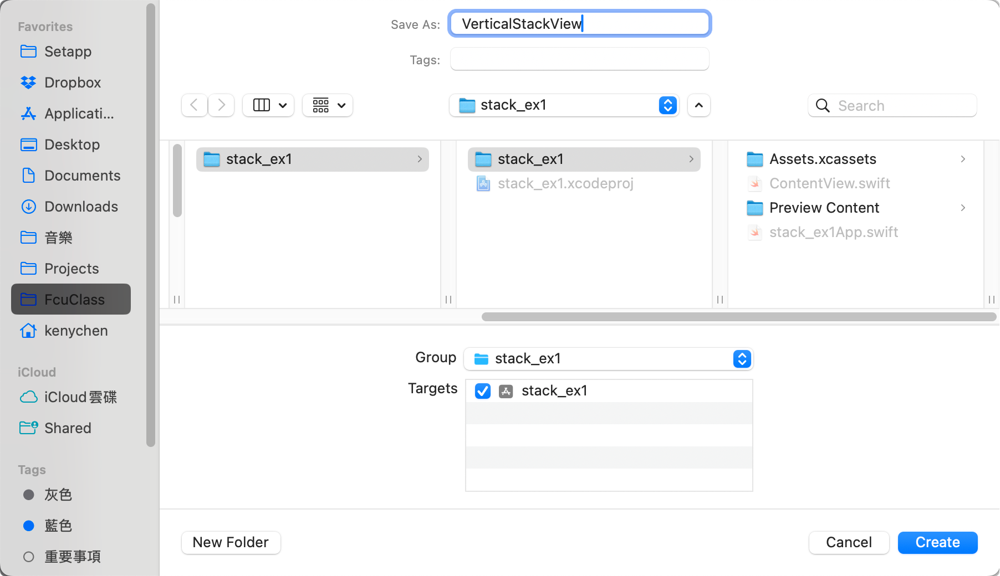 Favorites
Setapp
Dropbox
Applicati...
Desktop
Documents
Downloads
音樂
Projects
FcuClass
kenychen
iCloud
iCloud雲碟
Shared
Tags
灰色
藍色
重要事項
Save As: VerticalStackView
Tags:
stack_ex1
Search
stack_ex1
stack_ex1
stack_ex1.xcodeproj
Assets.xcassets
ContentView.swift
Preview Content
stack_ex1App.swift
Group stack_ex1
Targets stack_ex1
New Folder
Cancel
Create